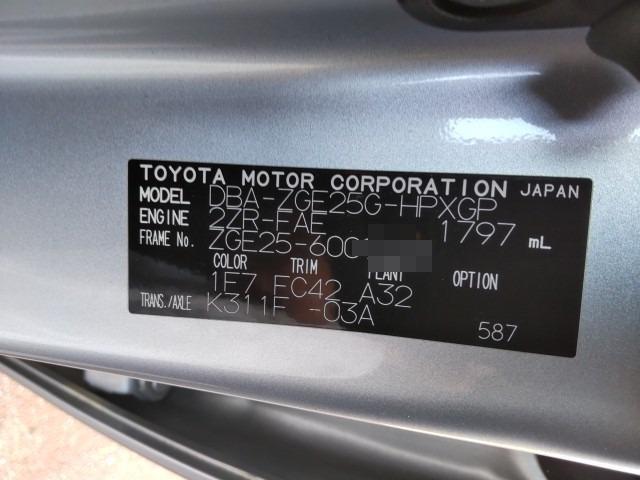 TOYOTA MOTOR CORPORATION JAPAN
MODEL DBA-ZGE25G-HPXGP
ENGINE 2ZR-FAE 1797 mL
FRAME No. ZGE25-600
COLOR TRIM PLANT OPTION
1E7 FC42 A32
TRANS./AXLE K311F -03A
587